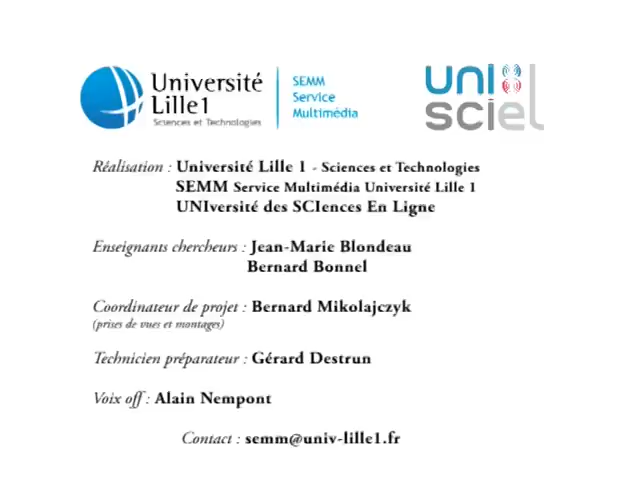 Université
Lille1
Sciences et Technologies
SEMM
Service
Multimédia
uni
sciel
Réalisation : Université Lille 1 - Sciences et Technologies
SEMM Service Multimédia Université Lille 1
UNIversité des SCIences En Ligne
Enseignants chercheurs : Jean-Marie Blondeau
Bernard Bonnel
Coordinateur de projet : Bernard Mikolajczyk
(prises de vues et montages)
Technicien préparateur : Gérard Destrun
Voix off : Alain Nempont
Contact : semm@univ-lille1.fr